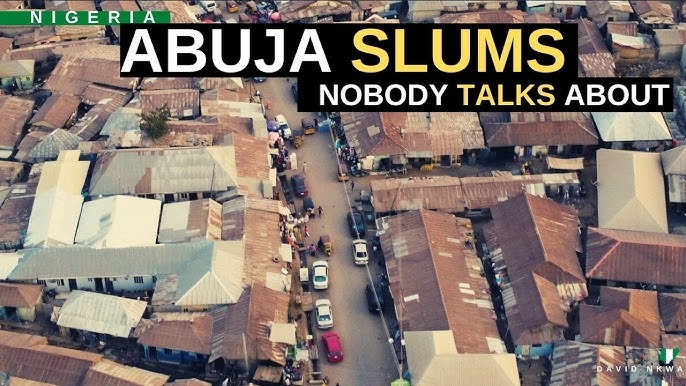 NIGERIA
ABUJA SLUMS
NOBODY TALKS ABOUT
DAVID NKWA